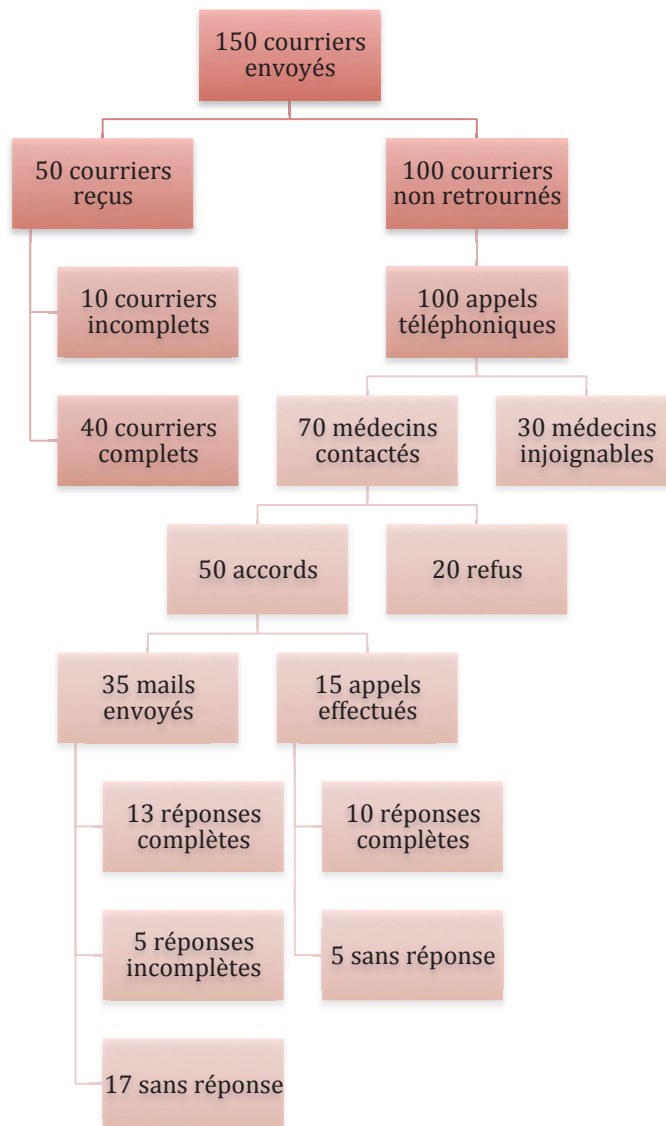 150 courriers
envoyés
50 courriers
reçus
100 courriers
non retournés
10 courriers
incomplets
100 appels
téléphoniques
40 courriers
complets
70 médecins
contactés
30 médecins
injoignables
50 accords
20 refus
35 mails
envoyés
15 appels
effectués
13 réponses
complètes
10 réponses
complètes
5 réponses
incomplètes
5 sans réponse
17 sans réponse